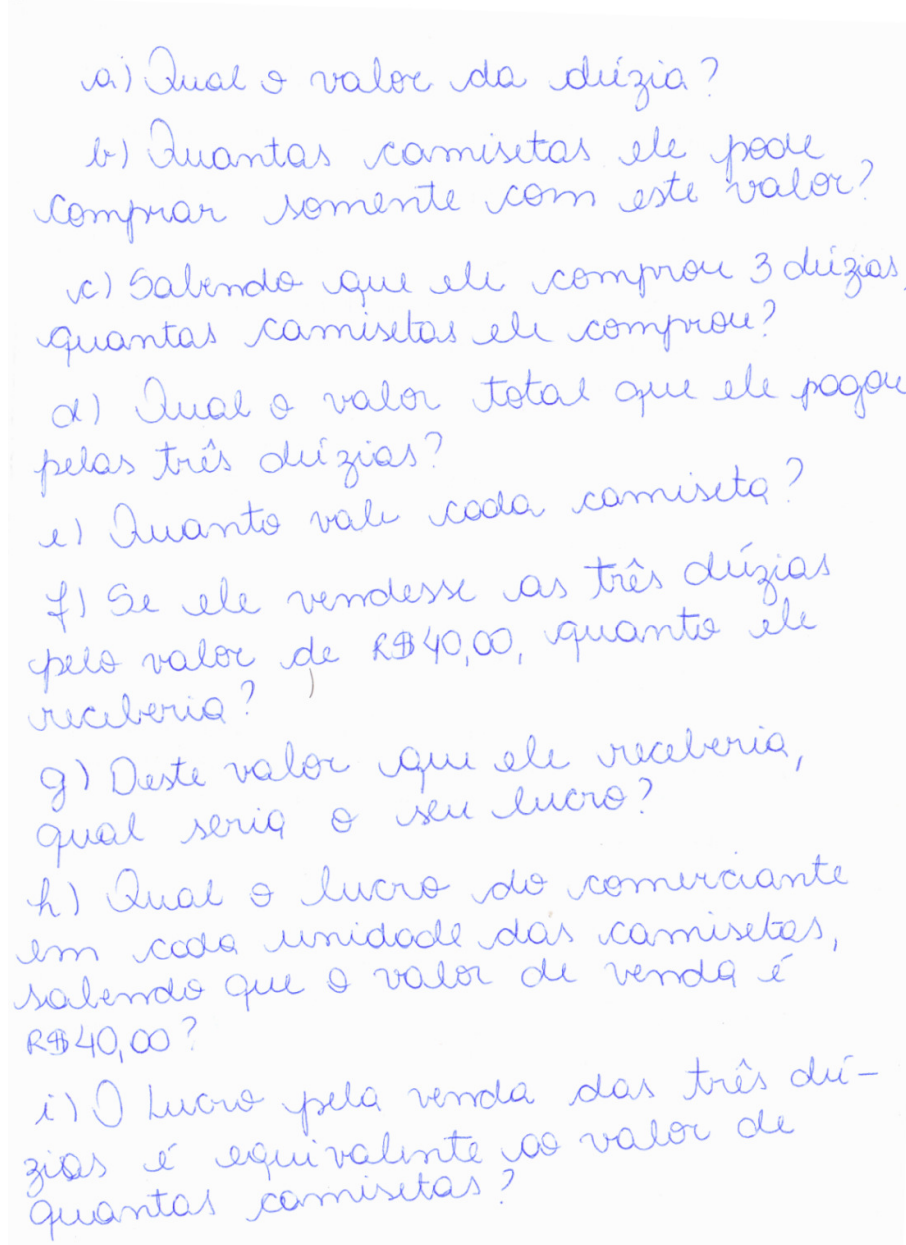 a) Qual o valor da dúzia?
b) Quantas camisetas ele pode
comprar somente com este valor?
c) Sabendo que ele comprou 3 dúzias,
quantas camisetas ele comprou?
d) Qual o valor total que ele pagou
pelas três dúzias?
e) Quanto vale cada camiseta?
f) Se ele vendesse as três dúzias
pelo valor de R$40,00, quanto ele
receberia?
g) Deste valor que ele receberia,
qual seria o seu lucro?
h) Qual o lucro do comerciante
em cada unidade das camisetas,
sabendo que o valor de venda é
R$40,00?
i) O Lucro pela venda das três dú-
zias é equivalente ao valor de
quantas camisetas?